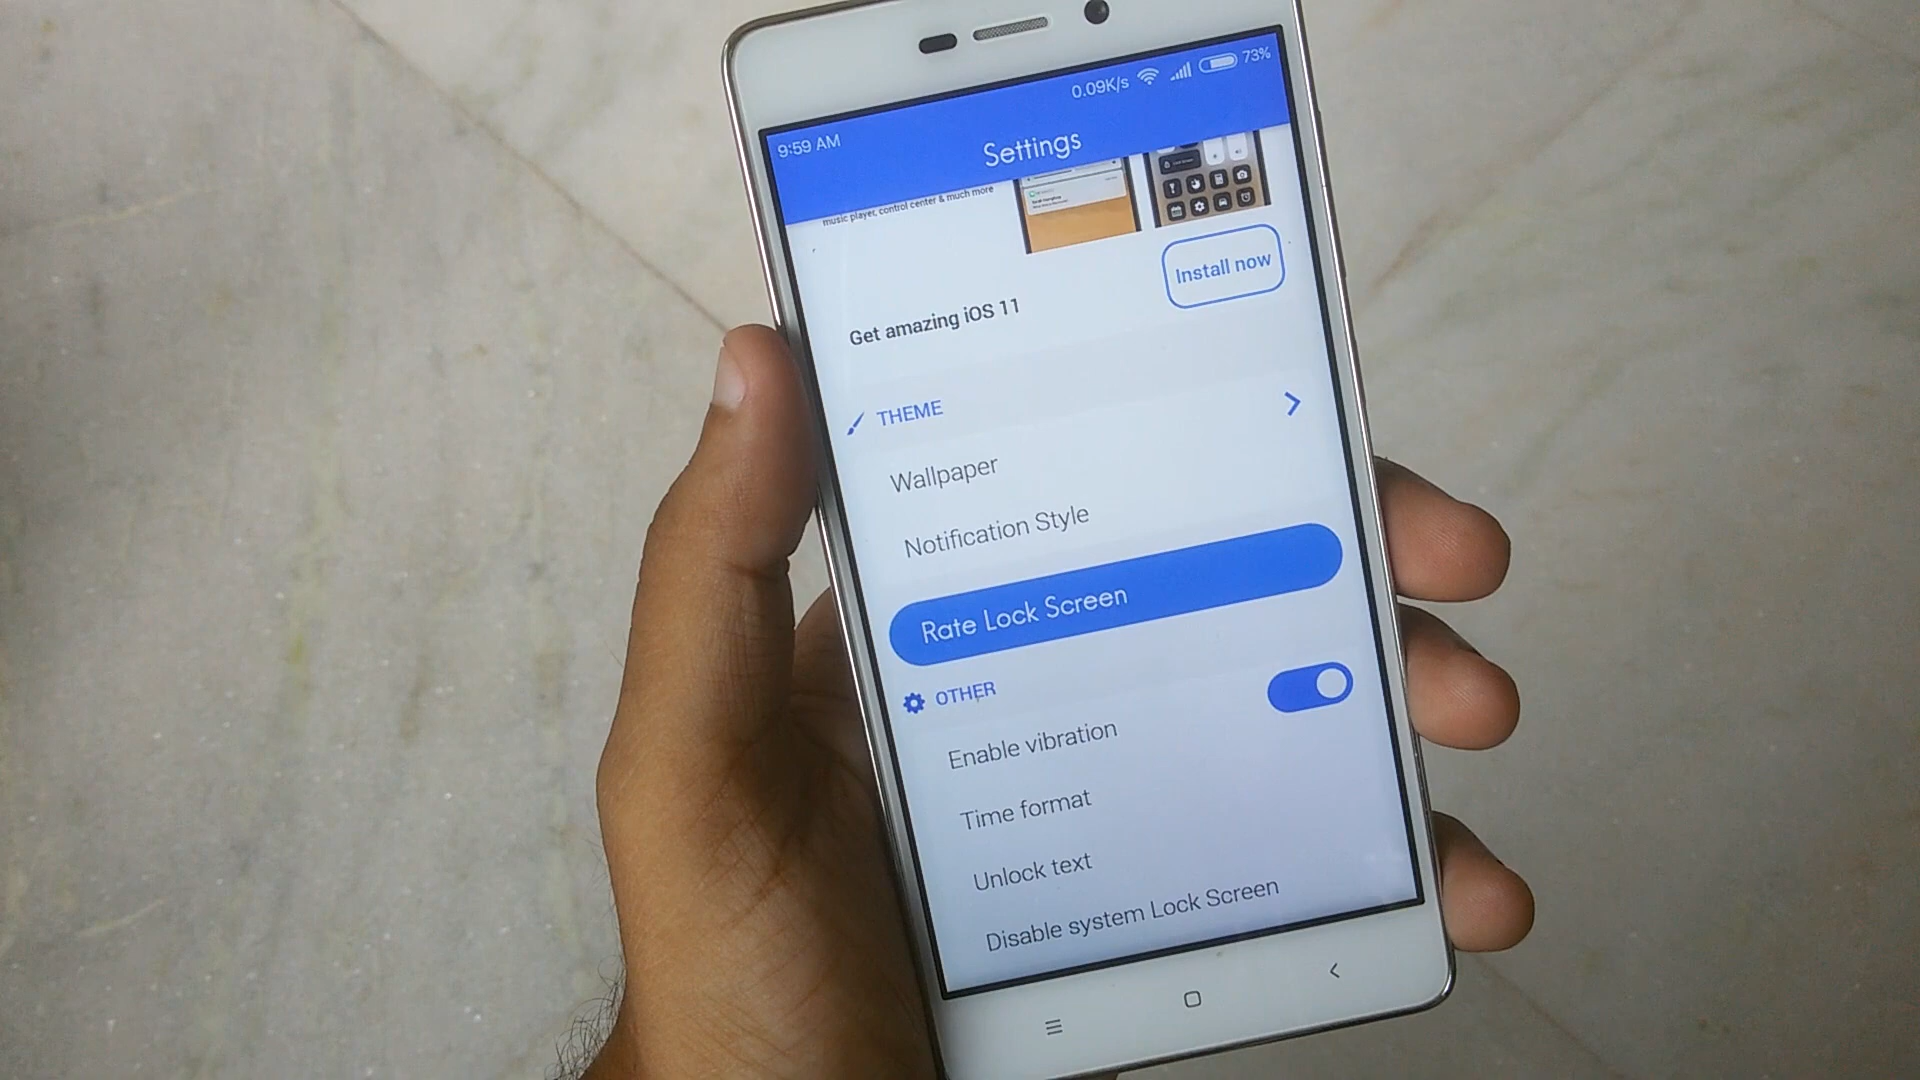 9:59 AM
0.09K/s
73%
Settings
music player, control center & much more
Get amazing iOS 11
Install now
THEME
Wallpaper
Notification Style
Rate Lock Screen
OTHER
Enable vibration
Time format
Unlock text
Disable system Lock Screen